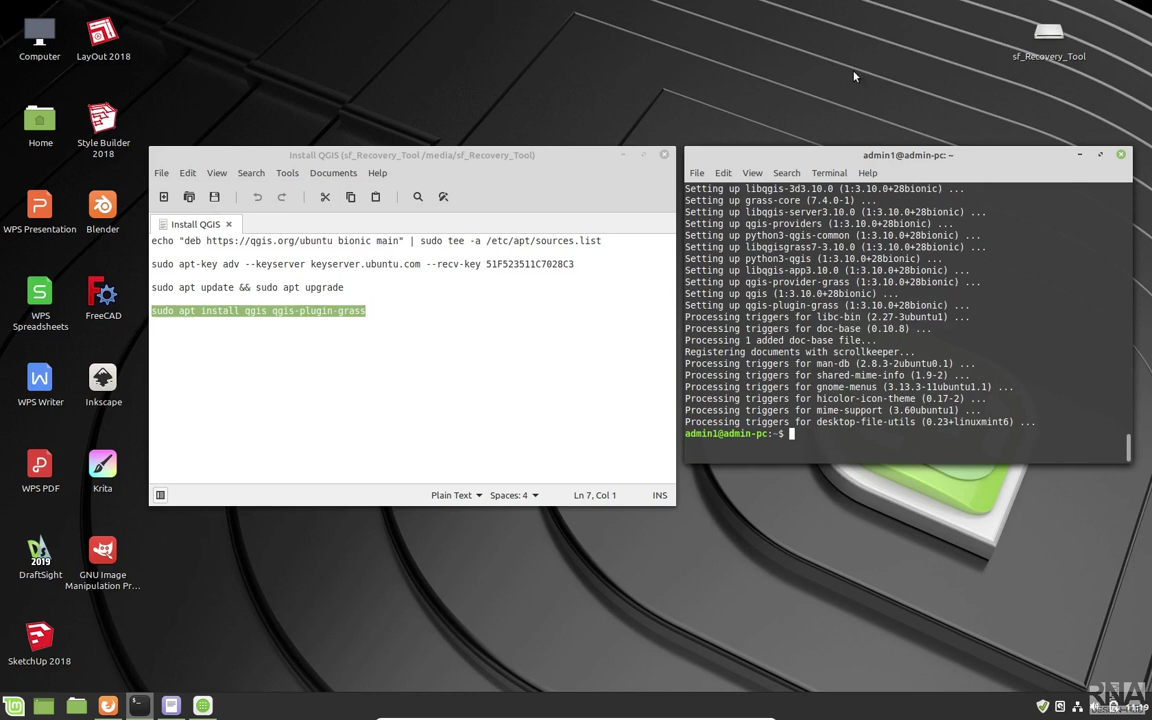 Computer
LayOut 2018
sf_Recovery_Tool
Home
Style Builder
2018
WPS Presentation
Blender
WPS
Spreadsheets
FreeCAD
WPS Writer
Inkscape
WPS PDF
Krita
2019
DraftSight
GNU Image
Manipulation Pr...
SketchUp 2018
Install QGIS (sf_Recovery_Tool /media/sf_Recovery_Tool)
File Edit View Search Tools Documents Help
Install QGIS
echo "deb https://qgis.org/ubuntu bionic main" | sudo tee -a /etc/apt/sources.list
sudo apt-key adv --keyserver keyserver.ubuntu.com --recv-key 51F523511C7028C3
sudo apt update && sudo apt upgrade
sudo apt install qgis qgis-plugin-grass
Plain Text Spaces: 4 Ln 7, Col 1 INS
admin1@admin-pc: ~
File Edit View Search Terminal Help
Setting up libqgis-3d3.10.0 (1:3.10.0+28bionic) ...
Setting up grass-core (7.4.0-1) ...
Setting up libqgis-server3.10.0 (1:3.10.0+28bionic) ...
Setting up qgis-providers (1:3.10.0+28bionic) ...
Setting up python3-qgis-common (1:3.10.0+28bionic) ...
Setting up libqgisgrass7-3.10.0 (1:3.10.0+28bionic) ...
Setting up python3-qgis (1:3.10.0+28bionic) ...
Setting up libqgis-app3.10.0 (1:3.10.0+28bionic) ...
Setting up qgis-provider-grass (1:3.10.0+28bionic) ...
Setting up qgis (1:3.10.0+28bionic) ...
Setting up qgis-plugin-grass (1:3.10.0+28bionic) ...
Processing triggers for libc-bin (2.27-3ubuntu1) ...
Processing triggers for doc-base (0.10.8) ...
Processing 1 added doc-base file...
Registering documents with scrollkeeper...
Processing triggers for man-db (2.8.3-2ubuntu0.1) ...
Processing triggers for shared-mime-info (1.9-2) ...
Processing triggers for gnome-menus (3.13.3-11ubuntu1.1) ...
Processing triggers for hicolor-icon-theme (0.17-2) ...
Processing triggers for mime-support (3.60ubuntu1) ...
Processing triggers for desktop-file-utils (0.23+linuxmint6) ...
admin1@admin-pc:~$
RNA
11:19